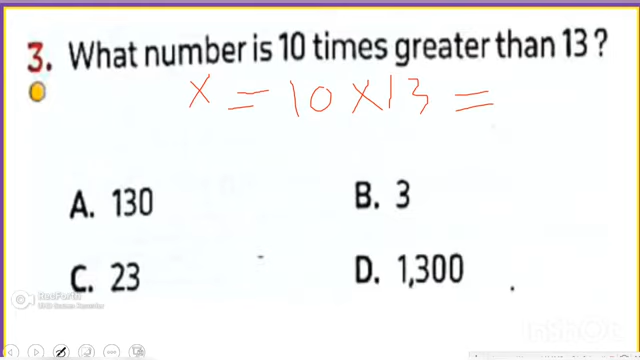 3. What number is 10 times greater than 13 ?
x = 10 × 13 =
A. 130
B. 3
C. 23
D. 1,300